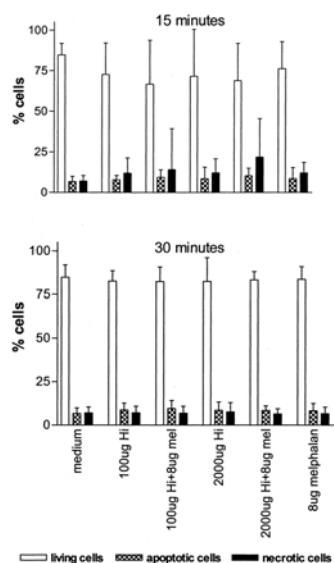 15 minutes
100
75
50
25
0
% cells
30 minutes
100
75
50
25
0
% cells
medium
100ug Hi
100ug Hi+8ug mel
2000ug Hi
2000ug Hi+8ug mel
8ug melphalan
living cells apoptotic cells necrotic cells